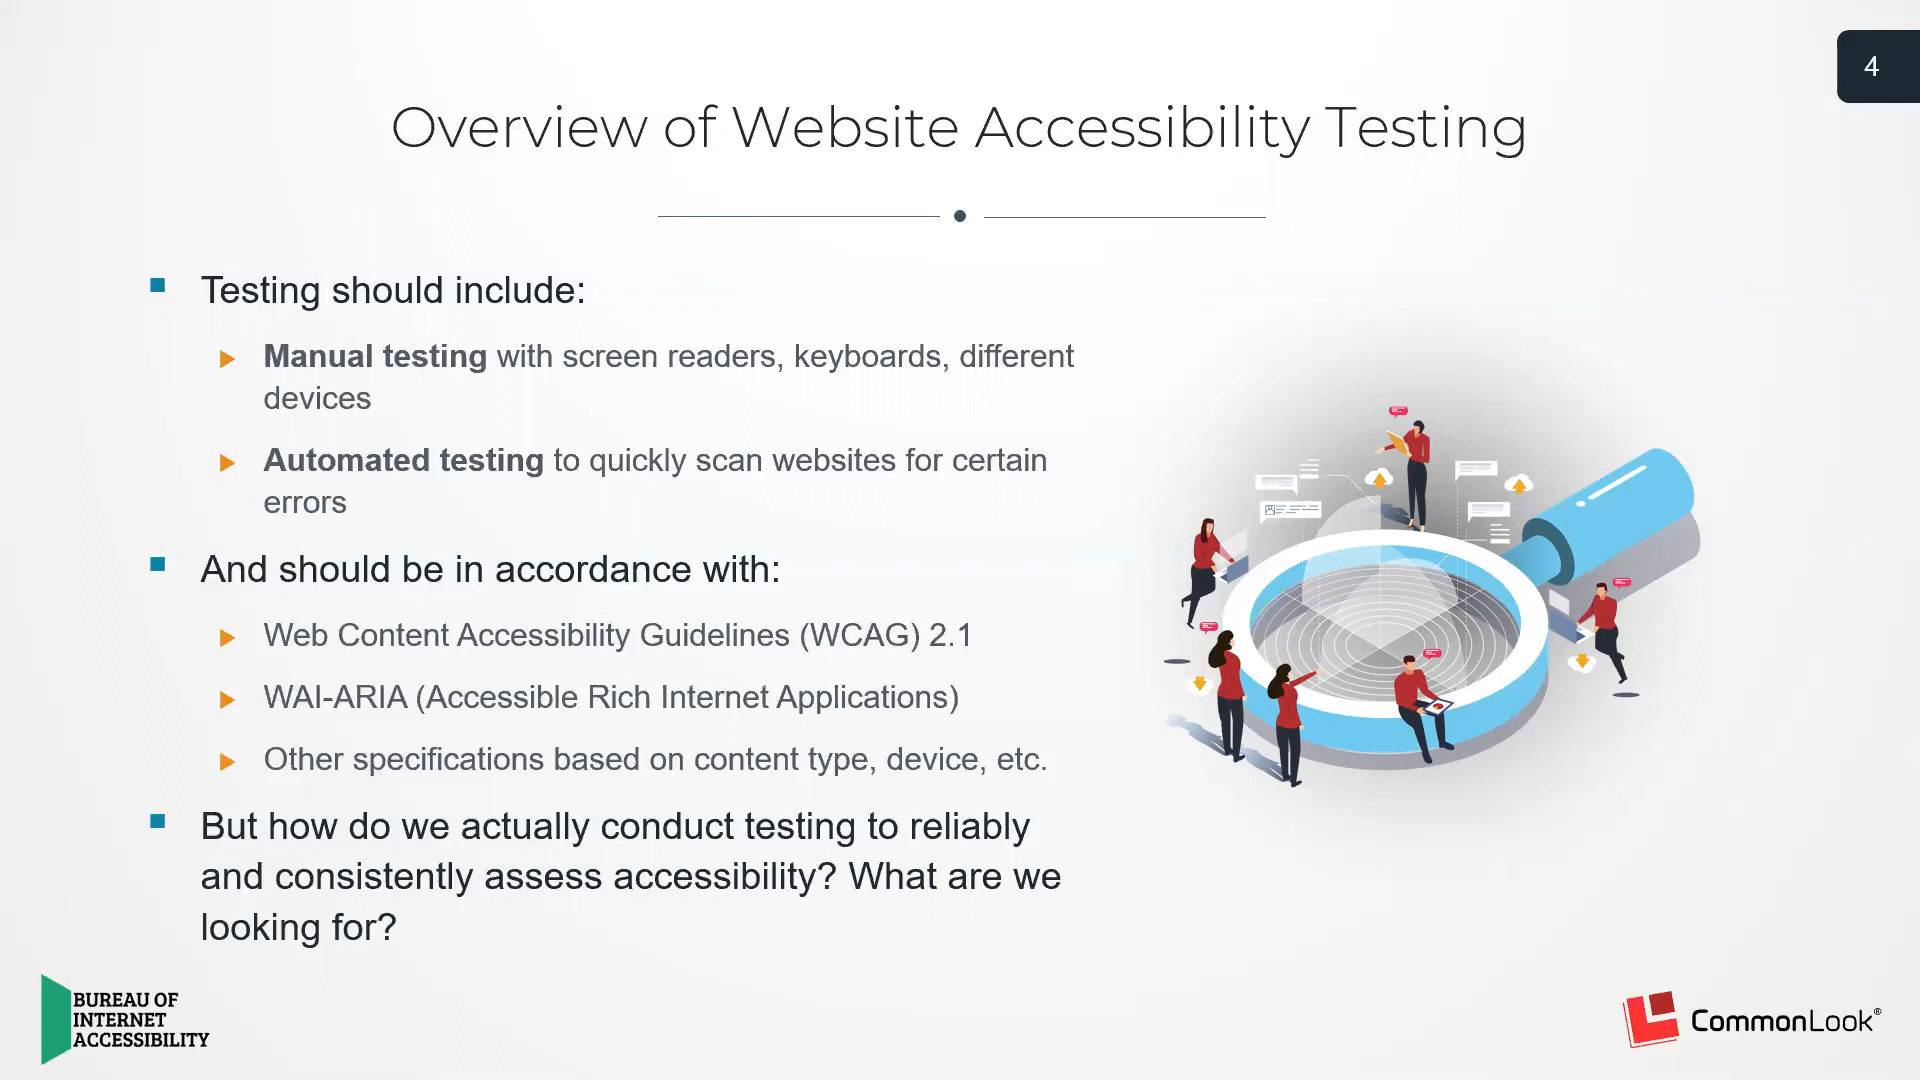 4
Overview of Website Accessibility Testing
Testing should include:
Manual testing with screen readers, keyboards, different
devices
Automated testing to quickly scan websites for certain
errors
And should be in accordance with:
Web Content Accessibility Guidelines (WCAG) 2.1
WAI-ARIA (Accessible Rich Internet Applications)
Other specifications based on content type, device, etc.
But how do we actually conduct testing to reliably
and consistently assess accessibility? What are we
looking for?
BUREAU OF
INTERNET
ACCESSIBILITY
CommonLook®